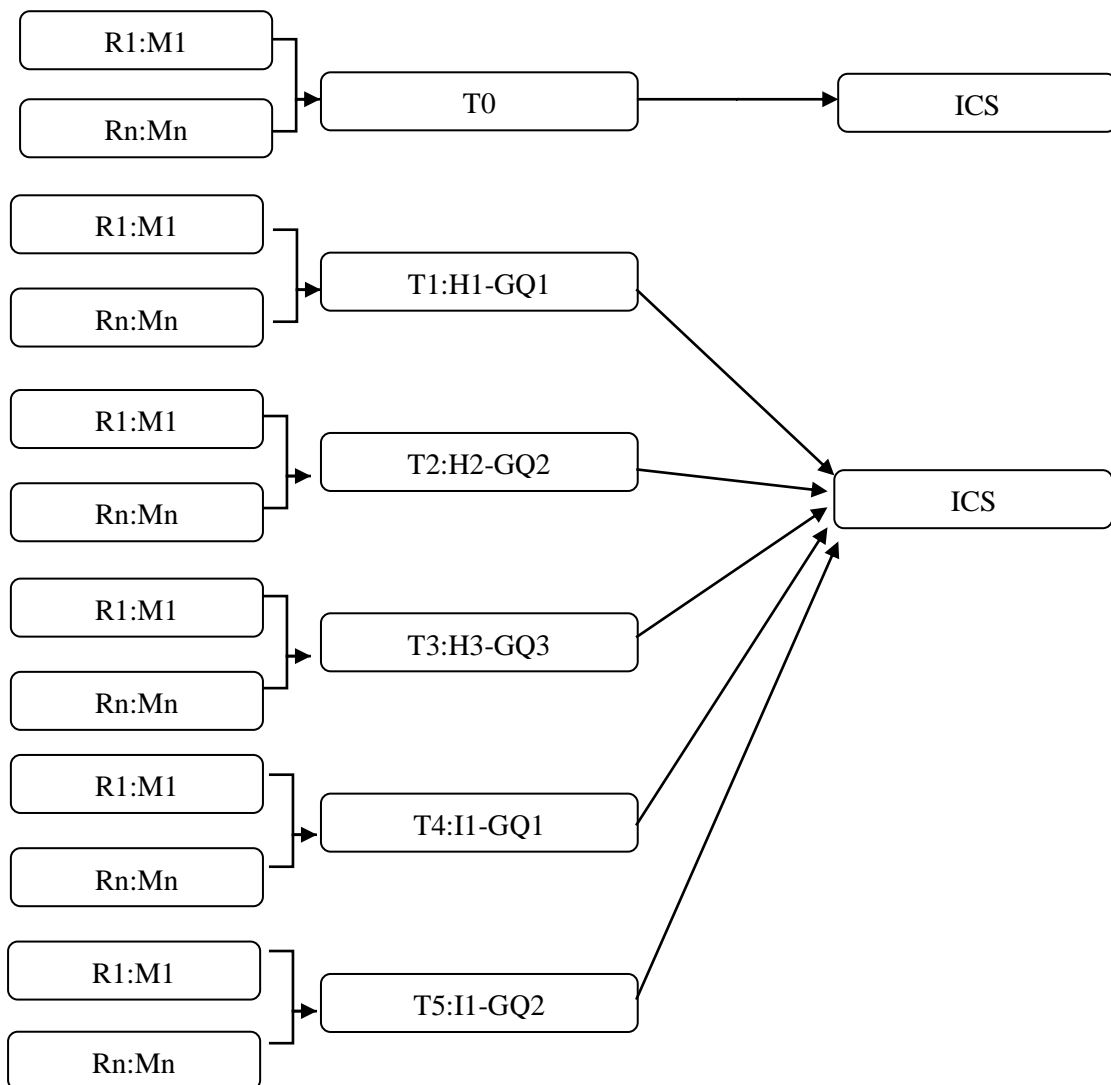 R1:M1
T0
ICS
Rn:Mn
R1:M1
T1:H1-GQ1
Rn:Mn
R1:M1
T2:H2-GQ2
ICS
Rn:Mn
R1:M1
T3:H3-GQ3
Rn:Mn
R1:M1
T4:I1-GQ1
Rn:Mn
R1:M1
T5:I1-GQ2
Rn:Mn